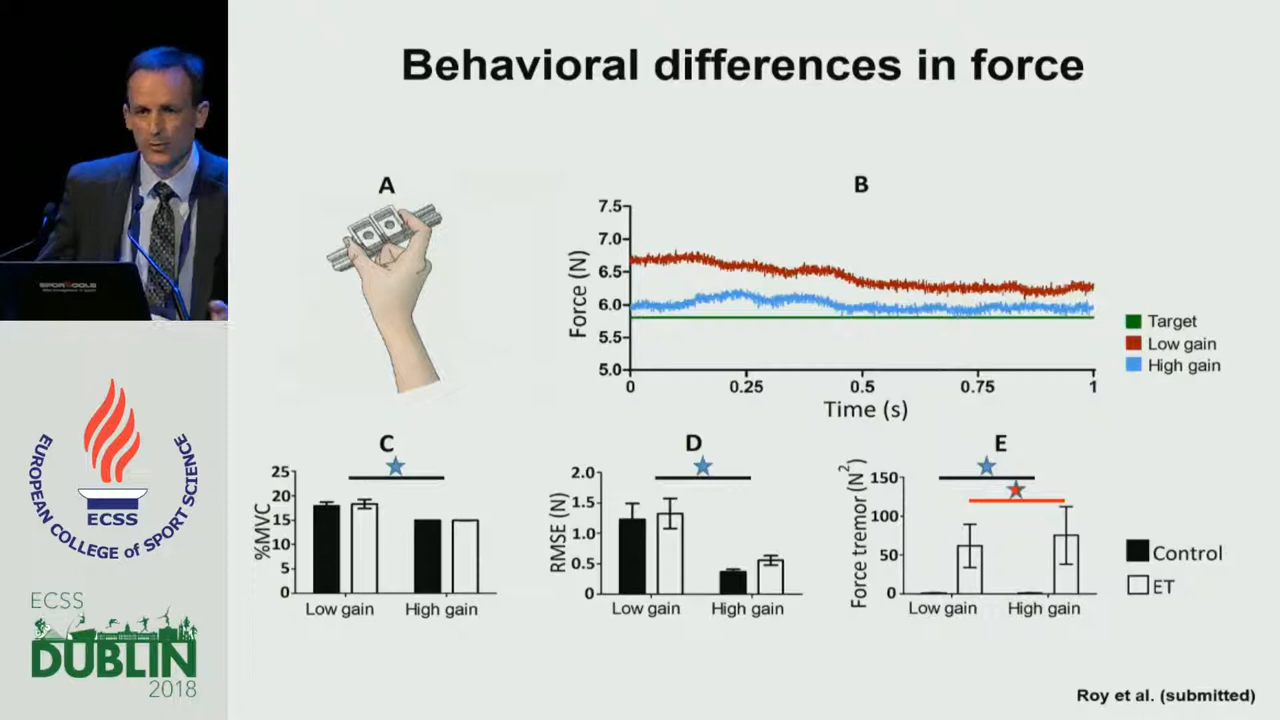 Behavioral differences in force
A
B
Force (N)
7.5
7.0
6.5
6.0
5.5
5.0
0
0.25
0.5
0.75
1
Time (s)
Target
Low gain
High gain
C
%MVC
25
20
15
10
5
0
Low gain
High gain
D
RMSE (N)
2.0
1.5
1.0
0.5
0
Low gain
High gain
E
Force tremor (N²)
150
100
50
0
Low gain
High gain
Control
ET
Roy et al. (submitted)
EUROPEAN COLLEGE OF SPORT SCIENCE
ECSS
ECSS
DUBLIN
2018